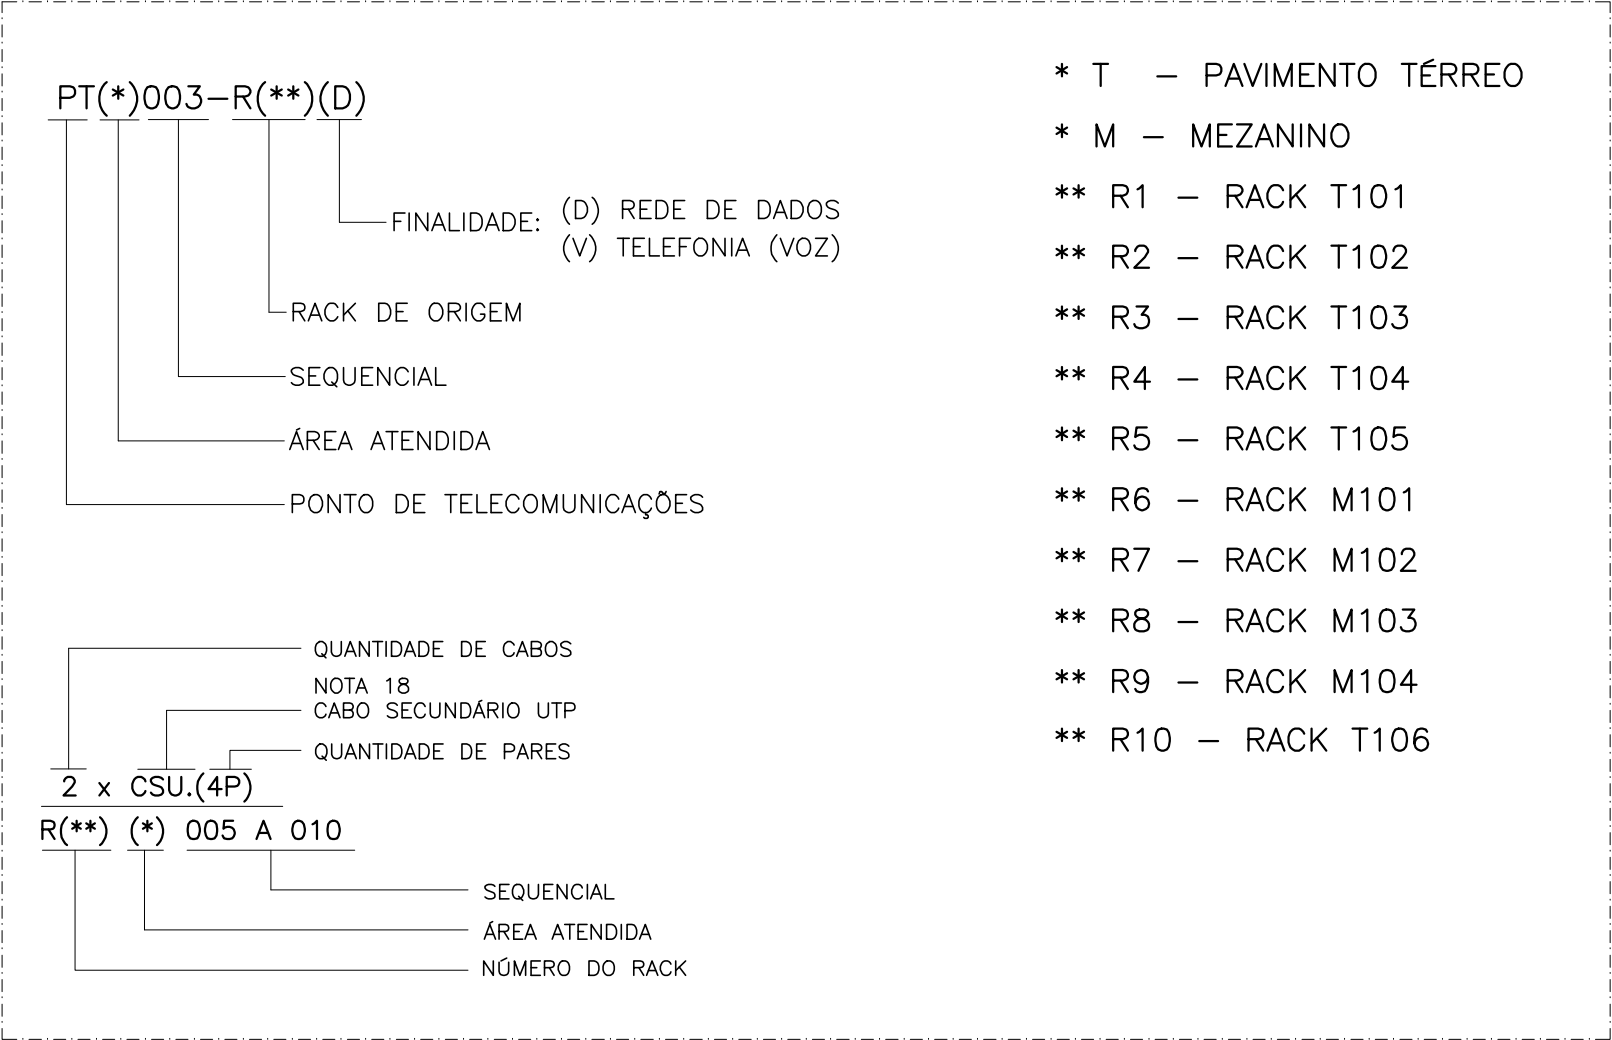 PT(*)003-R(**)(D)
FINALIDADE: (D) REDE DE DADOS
(V) TELEFONIA (VOZ)
RACK DE ORIGEM
SEQUENCIAL
ÁREA ATENDIDA
PONTO DE TELECOMUNICAÇÕES
QUANTIDADE DE CABOS
NOTA 18
CABO SECUNDÁRIO UTP
QUANTIDADE DE PARES
2 x CSU.(4P)
R(**) (*) 005 A 010
SEQUENCIAL
ÁREA ATENDIDA
NÚMERO DO RACK
* T - PAVIMENTO TÉRREO
* M - MEZANINO
** R1 - RACK T101
** R2 - RACK T102
** R3 - RACK T103
** R4 - RACK T104
** R5 - RACK T105
** R6 - RACK M101
** R7 - RACK M102
** R8 - RACK M103
** R9 - RACK M104
** R10 - RACK T106